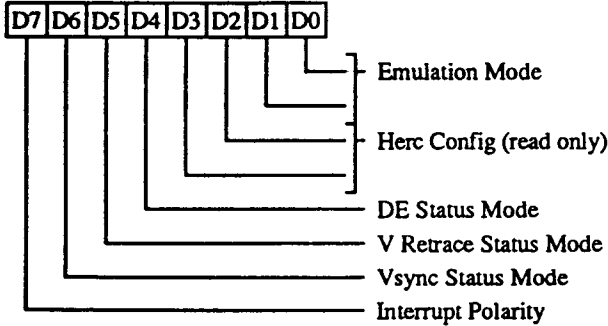 D7 D6 D5 D4 D3 D2 D1 D0
Emulation Mode
Herc Config (read only)
DE Status Mode
V Retrace Status Mode
Vsync Status Mode
Interrupt Polarity